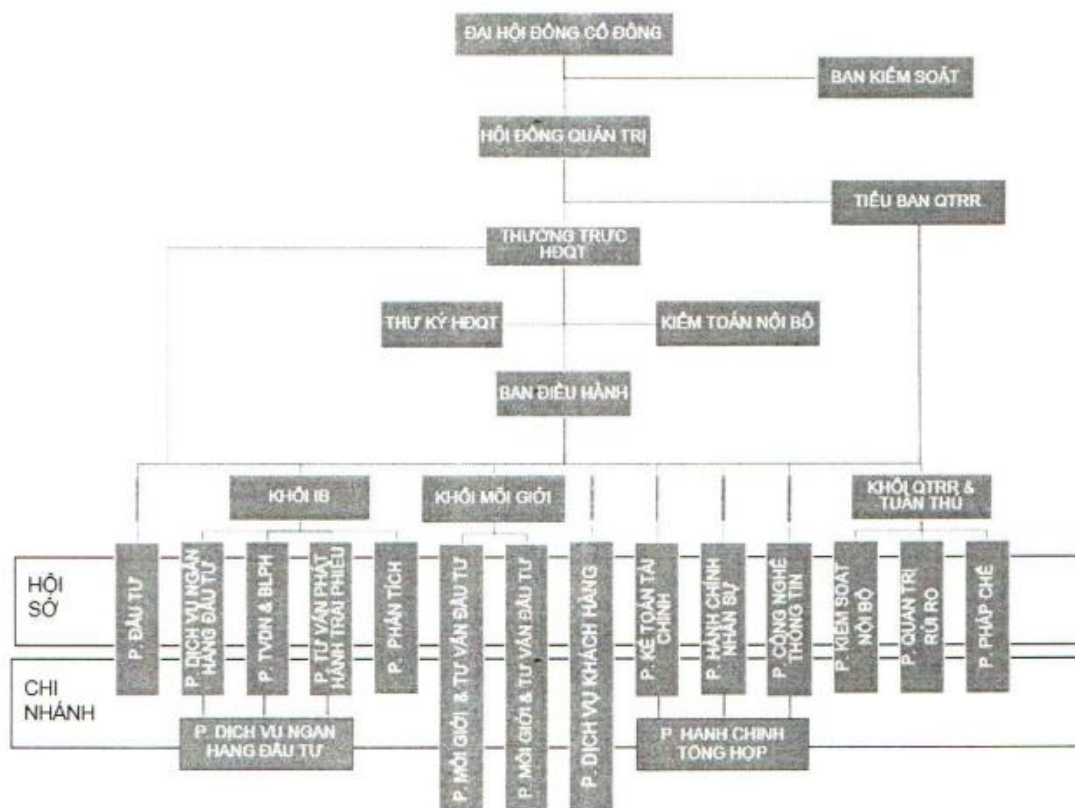 ĐẠI HỘI ĐỒNG CỔ ĐÔNG
BAN KIỂM SOÁT
HỘI ĐỒNG QUẢN TRỊ
TIỂU BAN QTRR
THƯỜNG TRỰC
HĐQT
THƯ KÝ HĐQT
KIỂM TOÁN NỘI BỘ
BAN ĐIỀU HÀNH
KHỐI IB
KHỐI MÔI GIỚI
KHỐI QTRR &
TUÂN THỦ
HỘI
SỞ
CHI
NHÁNH
P. ĐẦU TƯ
P. DỊCH VỤ NGÂN
HÀNG ĐẦU TƯ
P. TVDN & BLPH
P. TƯ VẤN PHÁT
HÀNH TRÁI PHIẾU
P. PHÂN TÍCH
P. MÔI GIỚI & TƯ VẤN ĐẦU TƯ
P. MÔI GIỚI & TƯ VẤN ĐẦU TƯ
P. DỊCH VỤ KHÁCH HÀNG
P. KẾ TOÁN TÀI
CHÍNH
P. HÀNH CHÍNH
NHÂN SỰ
P. CÔNG NGHỆ
THÔNG TIN
P. KIỂM SOÁT
NỘI BỘ
P. QUẢN TRỊ
RỦI RO
P. PHÁP CHẾ
P. DỊCH VỤ NGÂN
HÀNG ĐẦU TƯ
P. HÀNH CHÍNH
TỔNG HỢP